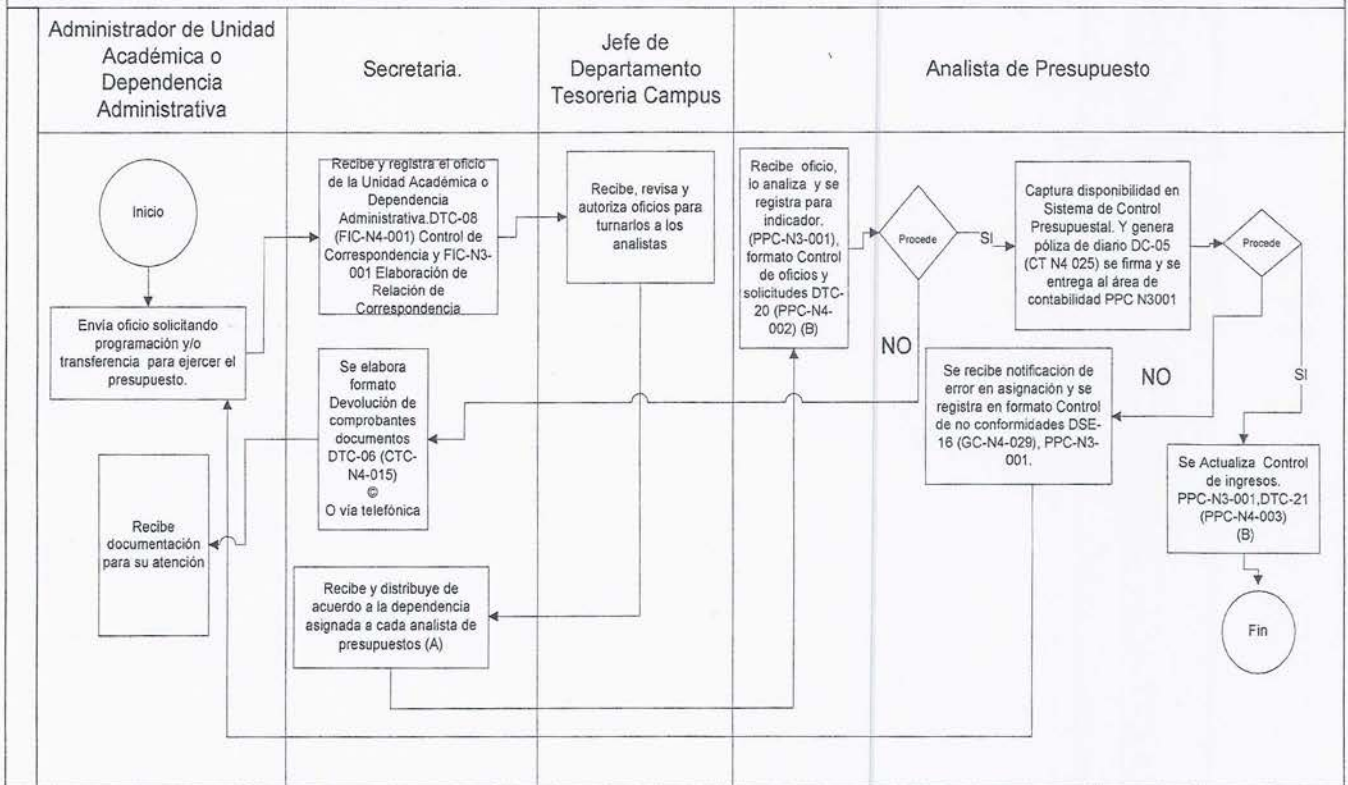 Administrador de Unidad
Académica o
Dependencia
Administrativa
Secretaria.
Jefe de
Departamento
Tesoreria Campus
Analista de Presupuesto
Inicio
Envía oficio solicitando
programación y/o
transferencia para ejercer el
presupuesto.
Recibe
documentación
para su atención
Recibe y registra el oficio
de la Unidad Académica o
Dependencia
Administrativa.DTC-08
(FIC-N4-001) Control de
Correspondencia y FIC-N3-
001 Elaboración de
Relación de
Correspondencia
Se elabora
formato
Devolución de
comprobantes
documentos
DTC-06 (CTC-
N4-015)
©
O vía telefónica
Recibe y distribuye de
acuerdo a la dependencia
asignada a cada analista de
presupuestos (A)
Recibe, revisa y
autoriza oficios para
turnarlos a los
analistas
Recibe oficio,
lo analiza y se
registra para
indicador.
(PPC-N3-001),
formato Control
de oficios y
solicitudes DTC-
20 (PPC-N4-
002) (B)
Procede
SI
NO
Captura disponibilidad en
Sistema de Control
Presupuestal. Y genera
póliza de diario DC-05
(CT N4 025) se firma y se
entrega al área de
contabilidad PPC N3001
Procede
NO
SI
Se recibe notificación de
error en asignación y se
registra en formato Control
de no conformidades DSE-
16 (GC-N4-029), PPC-N3-
001.
Se Actualiza Control
de ingresos.
PPC-N3-001,DTC-21
(PPC-N4-003)
(B)
Fin